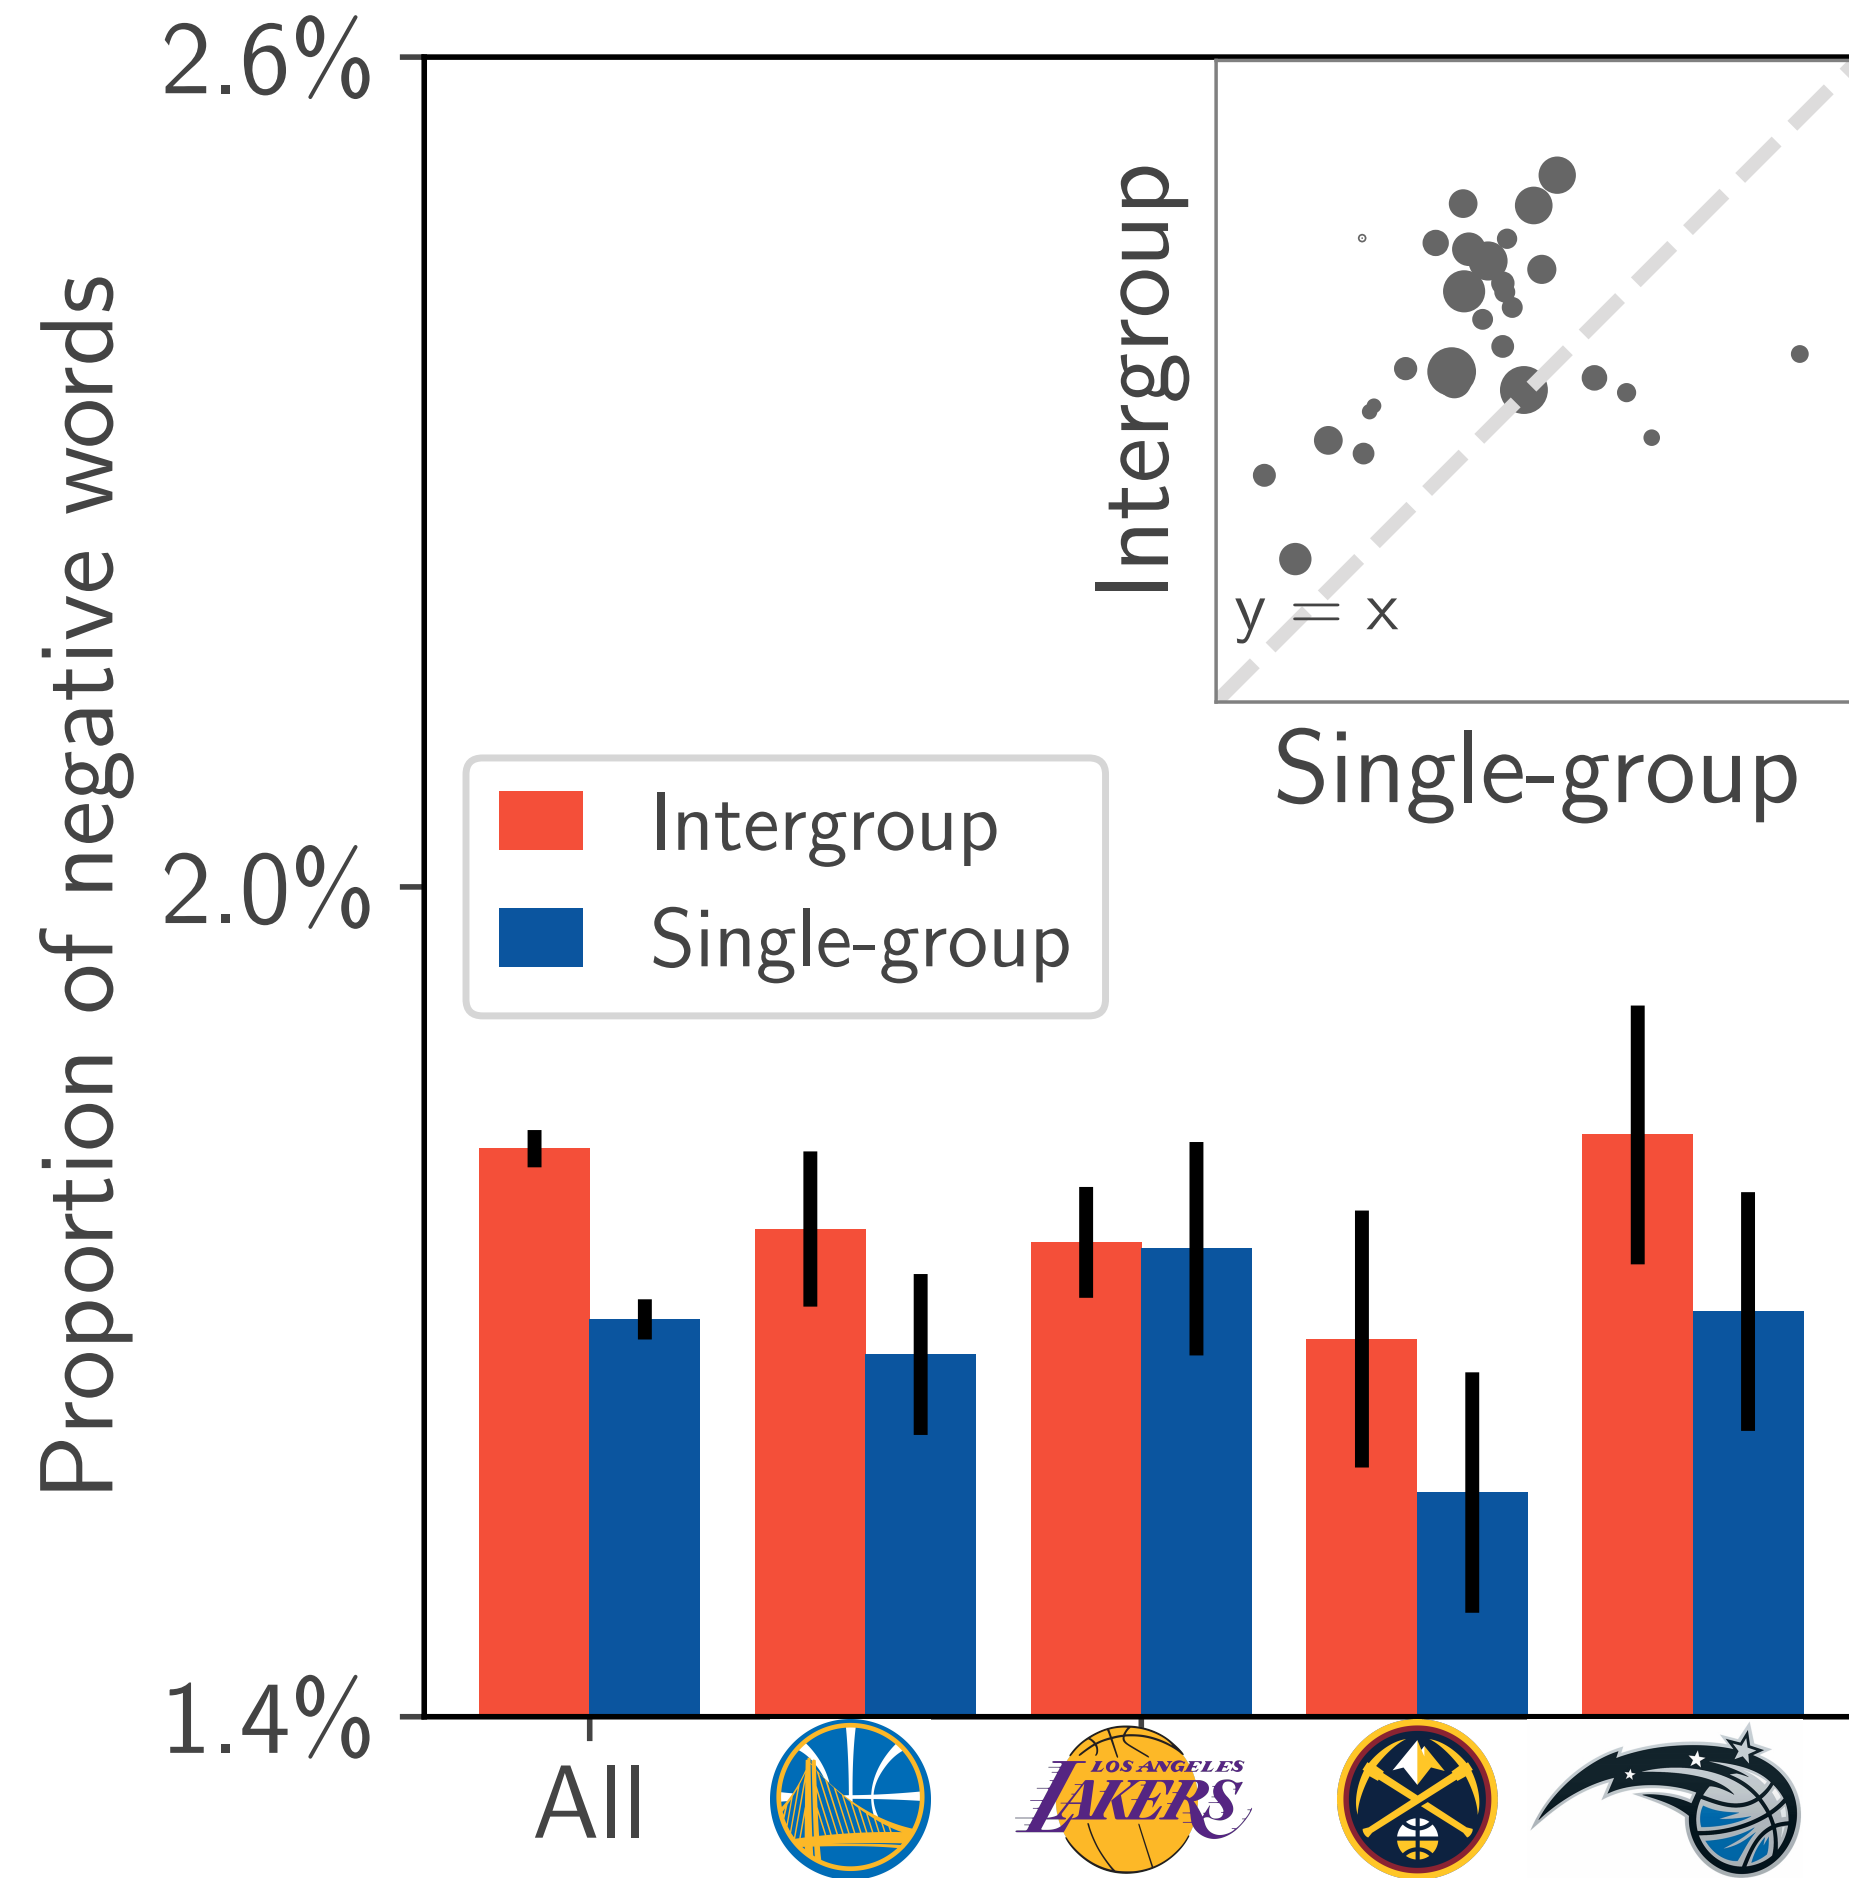 Proportion of negative words
2.6%
2.0%
1.4%
Intergroup
y = x
Single-group
Intergroup
Single-group
All
LOS ANGELES
LAKERS